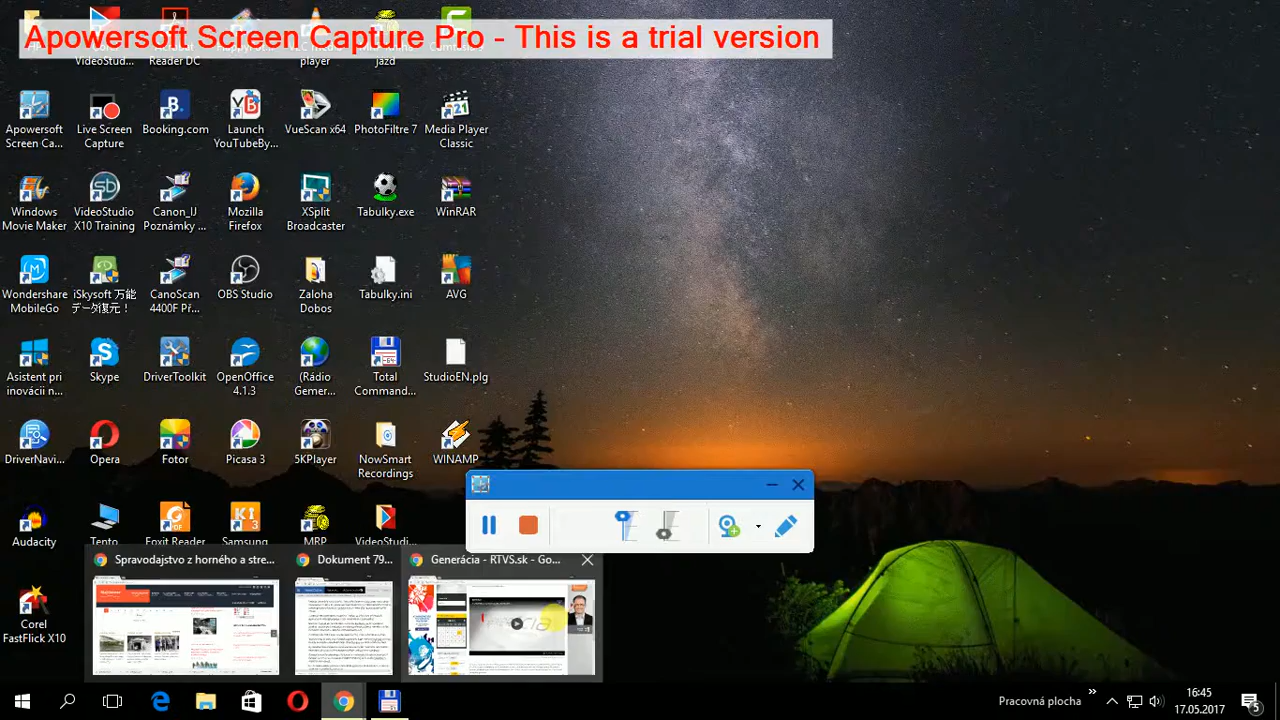 Apowersoft Screen Capture Pro - This is a trial version
VideoStud...
Reader DC
player
jazd
Apowersoft
Screen Ca...
Live Screen
Capture
Booking.com
Launch
YouTubeBy...
VueScan x64
PhotoFiltre 7
Media Player
Classic
Windows
Movie Maker
VideoStudio
X10 Training
Canon_IJ
Poznámky ...
Mozilla
Firefox
XSplit
Broadcaster
Tabulky.exe
WinRAR
Wondershare
MobileGo
iSkysoft 万能
データ復元！
CanoScan
4400F Př...
OBS Studio
Zaloha
Dobos
Tabulky.ini
AVG
Asistent pri
inovácii n...
Skype
DriverToolkit
OpenOffice
4.1.3
(Rádio
Gemer...
Total
Command...
StudioEN.plg
DriverNavi...
Opera
Fotor
Picasa 3
5KPlayer
NowSmart
Recordings
WINAMP
Audacity
Tento
Foxit Reader
Samsung
MRP
VideoStudi...
Corel
FastFlick X10
Spravodajstvo z horného a stre...
Dokument 79...
Generácia - RTVS.sk - Go...
Pracovná plocha
16:45
17.05.2017
5